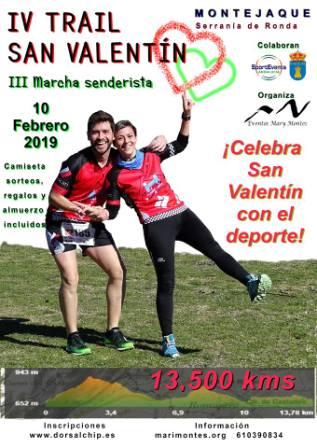 IV TRAIL
SAN VALENTÍN
III Marcha senderista
10
Febrero
2019
Camiseta
sorteos,
regalos y
almuerzo
incluidos
MONTEJAQUE
Serranía de Ronda
Colaboran
SportEvents
Organiza
Eventos Mary Montes
¡Celebra
San
Valentín
con el
deporte!
943 m
652 m
13,500 kms
0
3,4
6,9
10
13,78 km
Inscripciones
www.dorsalchip.es
Información
marimontes.org 610390834